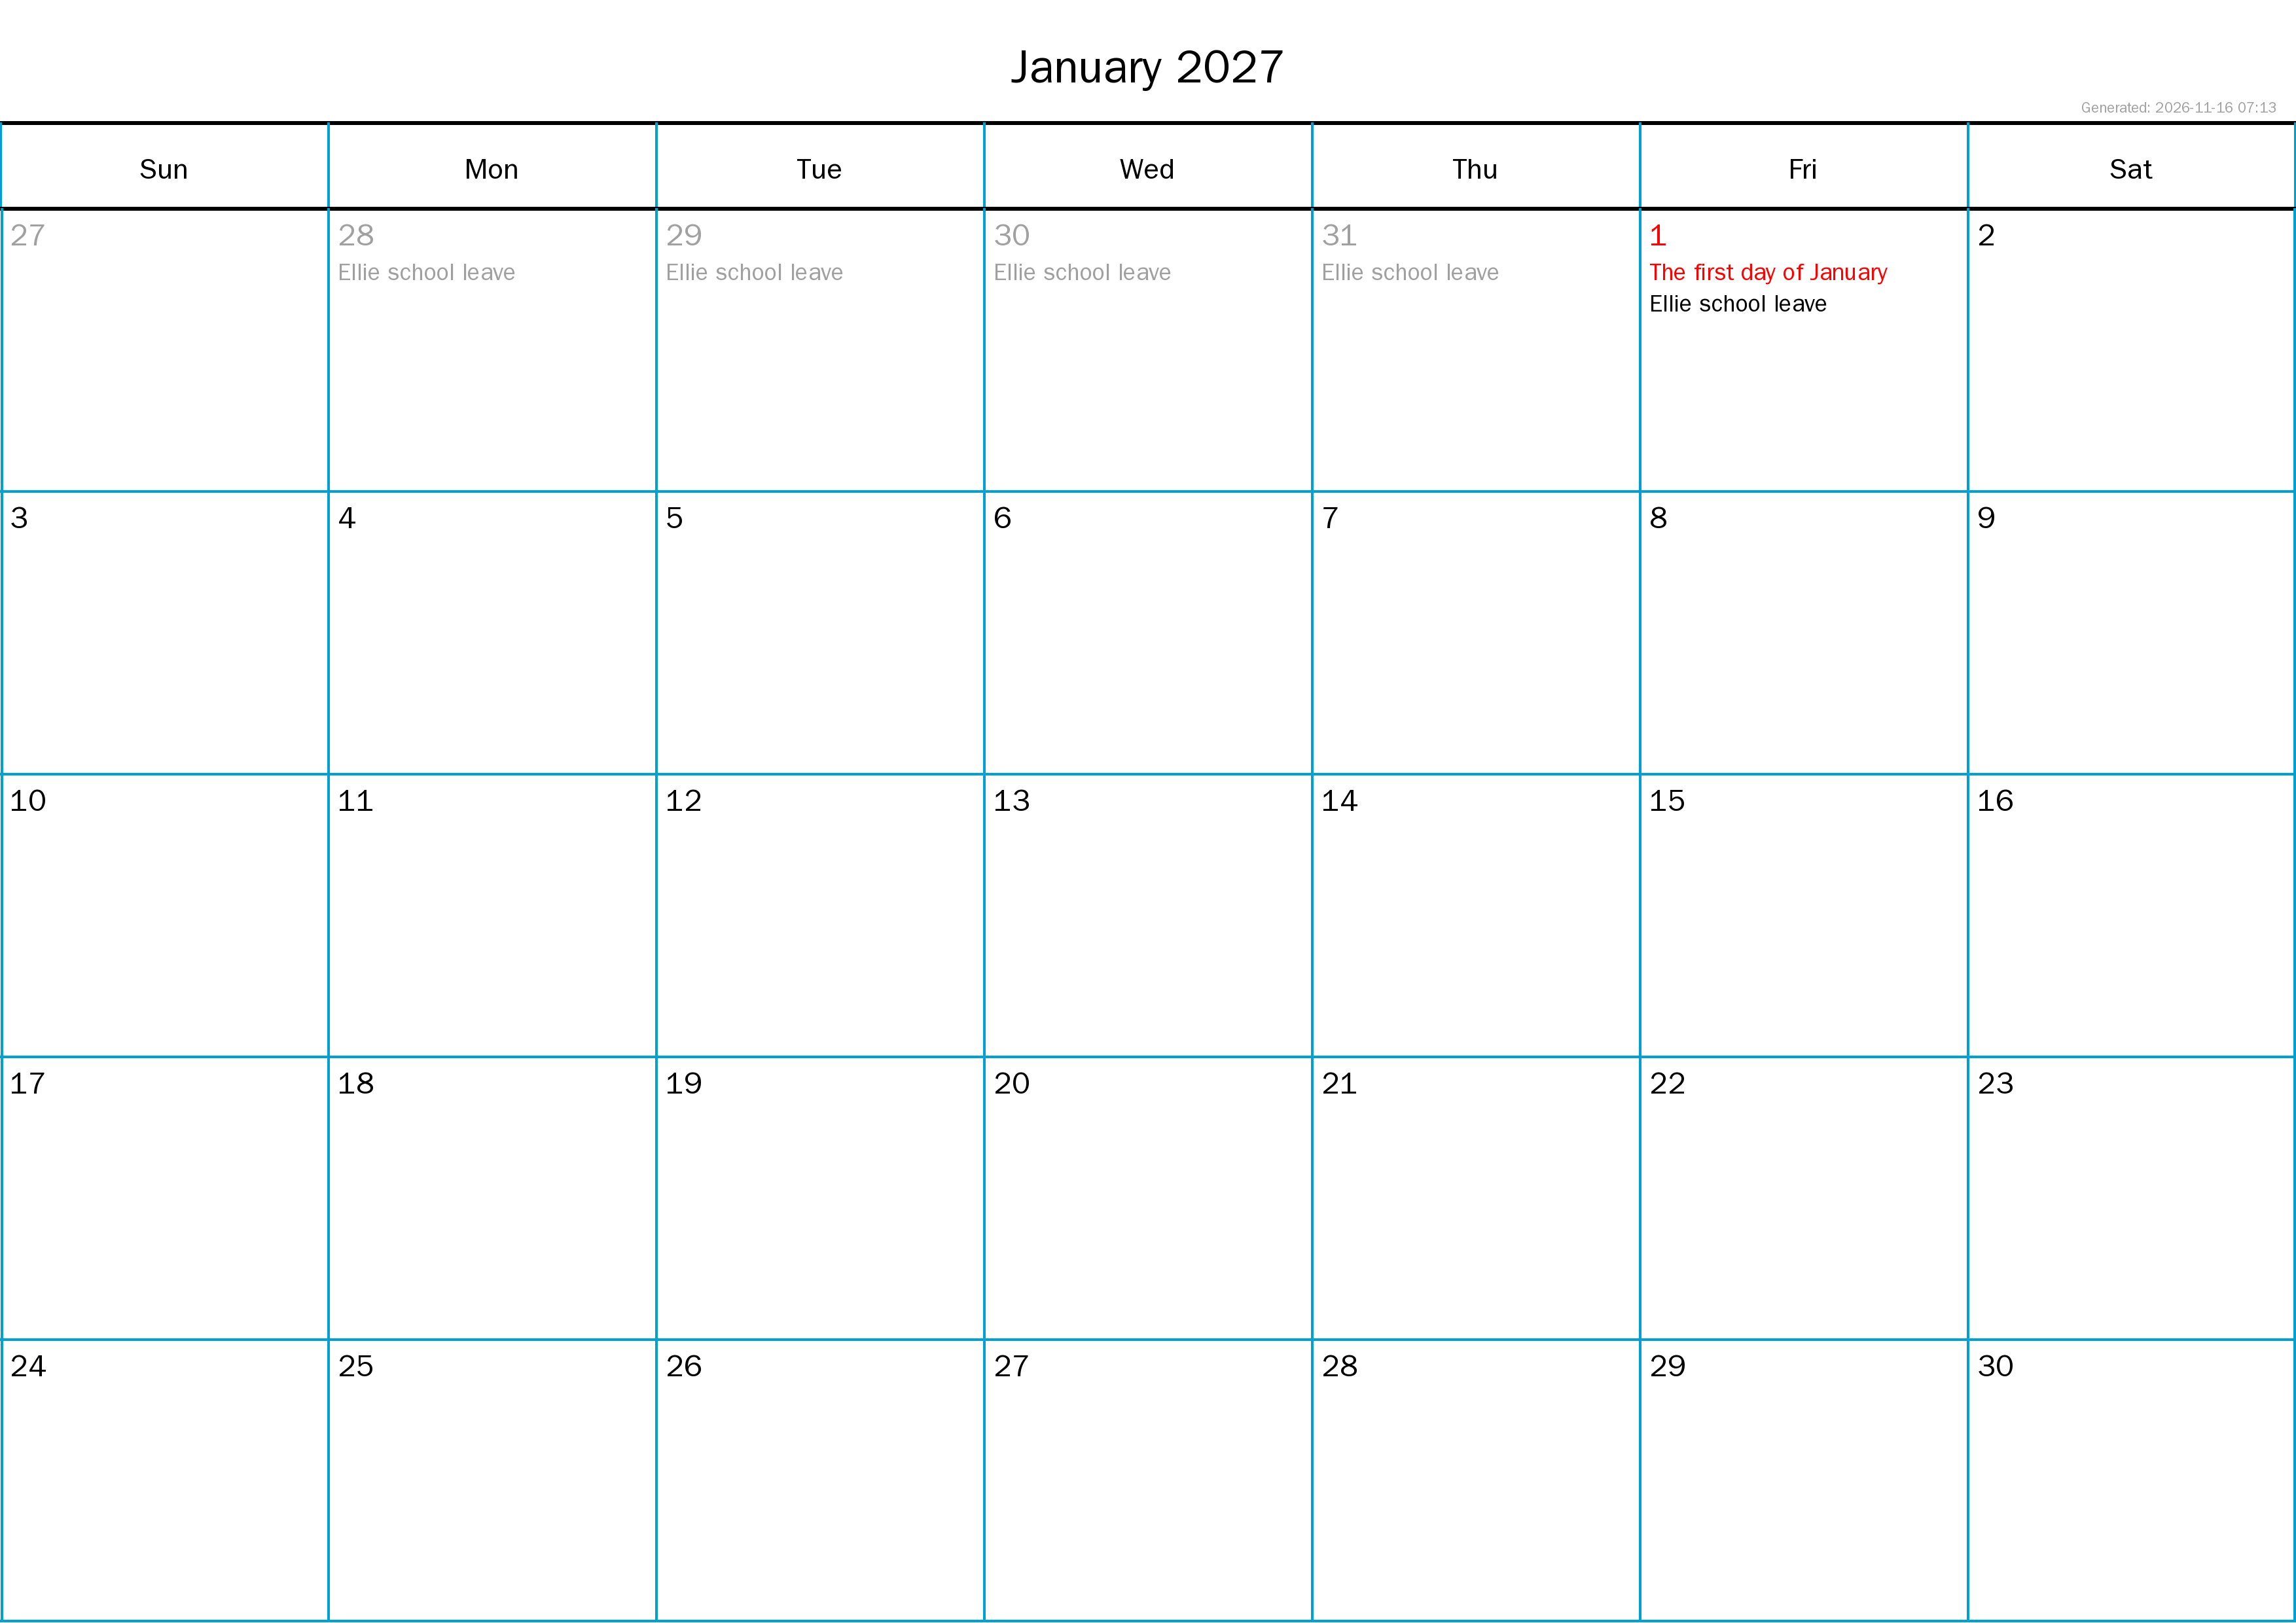 January 2027
Generated: 2026-11-16 07:13
Sun Mon Tue Wed Thu Fri Sat
27 28 29 30 31 1 2
Ellie school leave Ellie school leave Ellie school leave Ellie school leave The first day of January
Ellie school leave
3 4 5 6 7 8 9
10 11 12 13 14 15 16
17 18 19 20 21 22 23
24 25 26 27 28 29 30